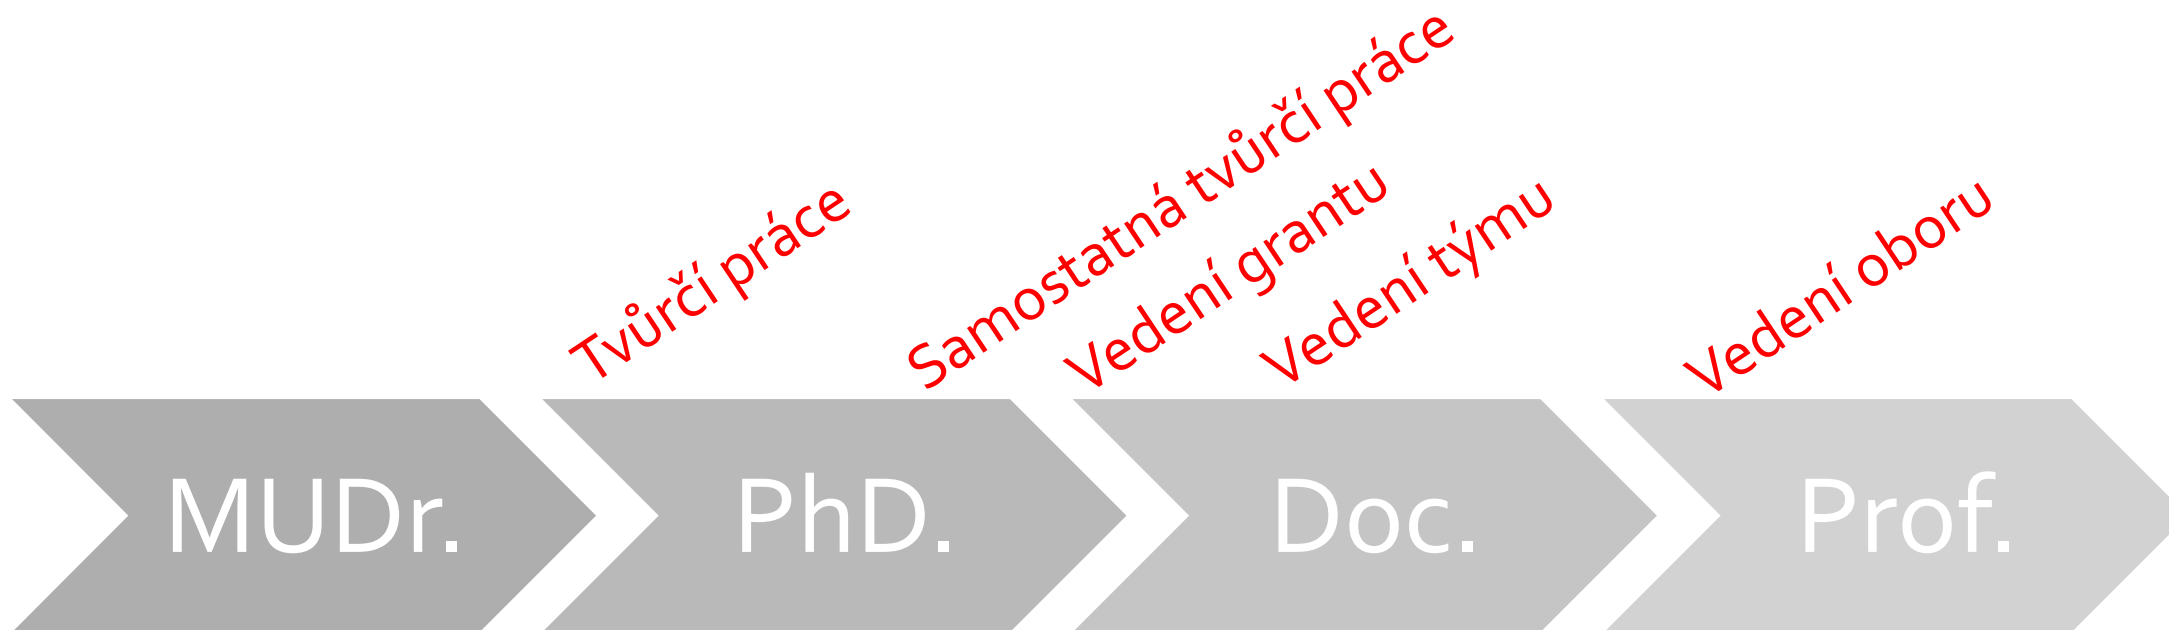 Tvůrčí práce
Samostatná tvůrčí práce
Vedení grantu
Vedení týmu
Vedení oboru
MUDr.
PhD.
Doc.
Prof.